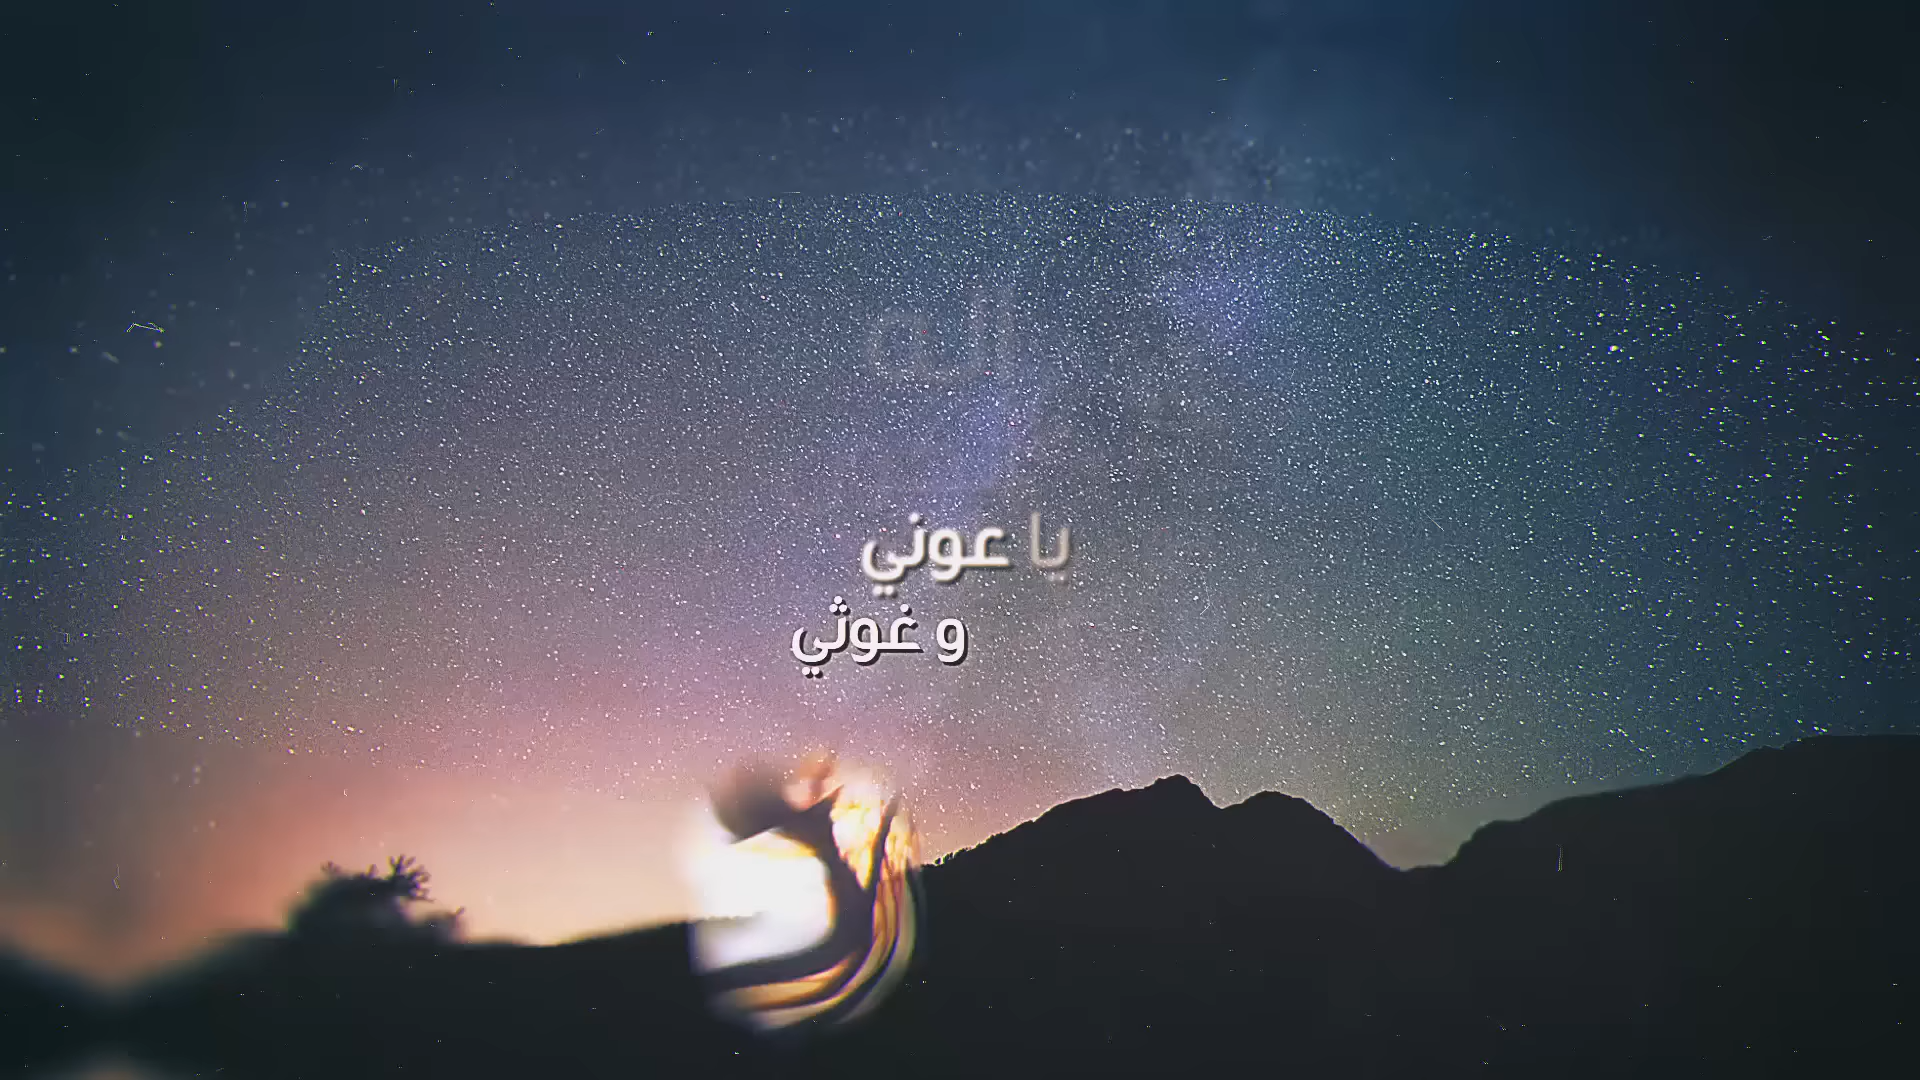 يا عوني
و غوثي